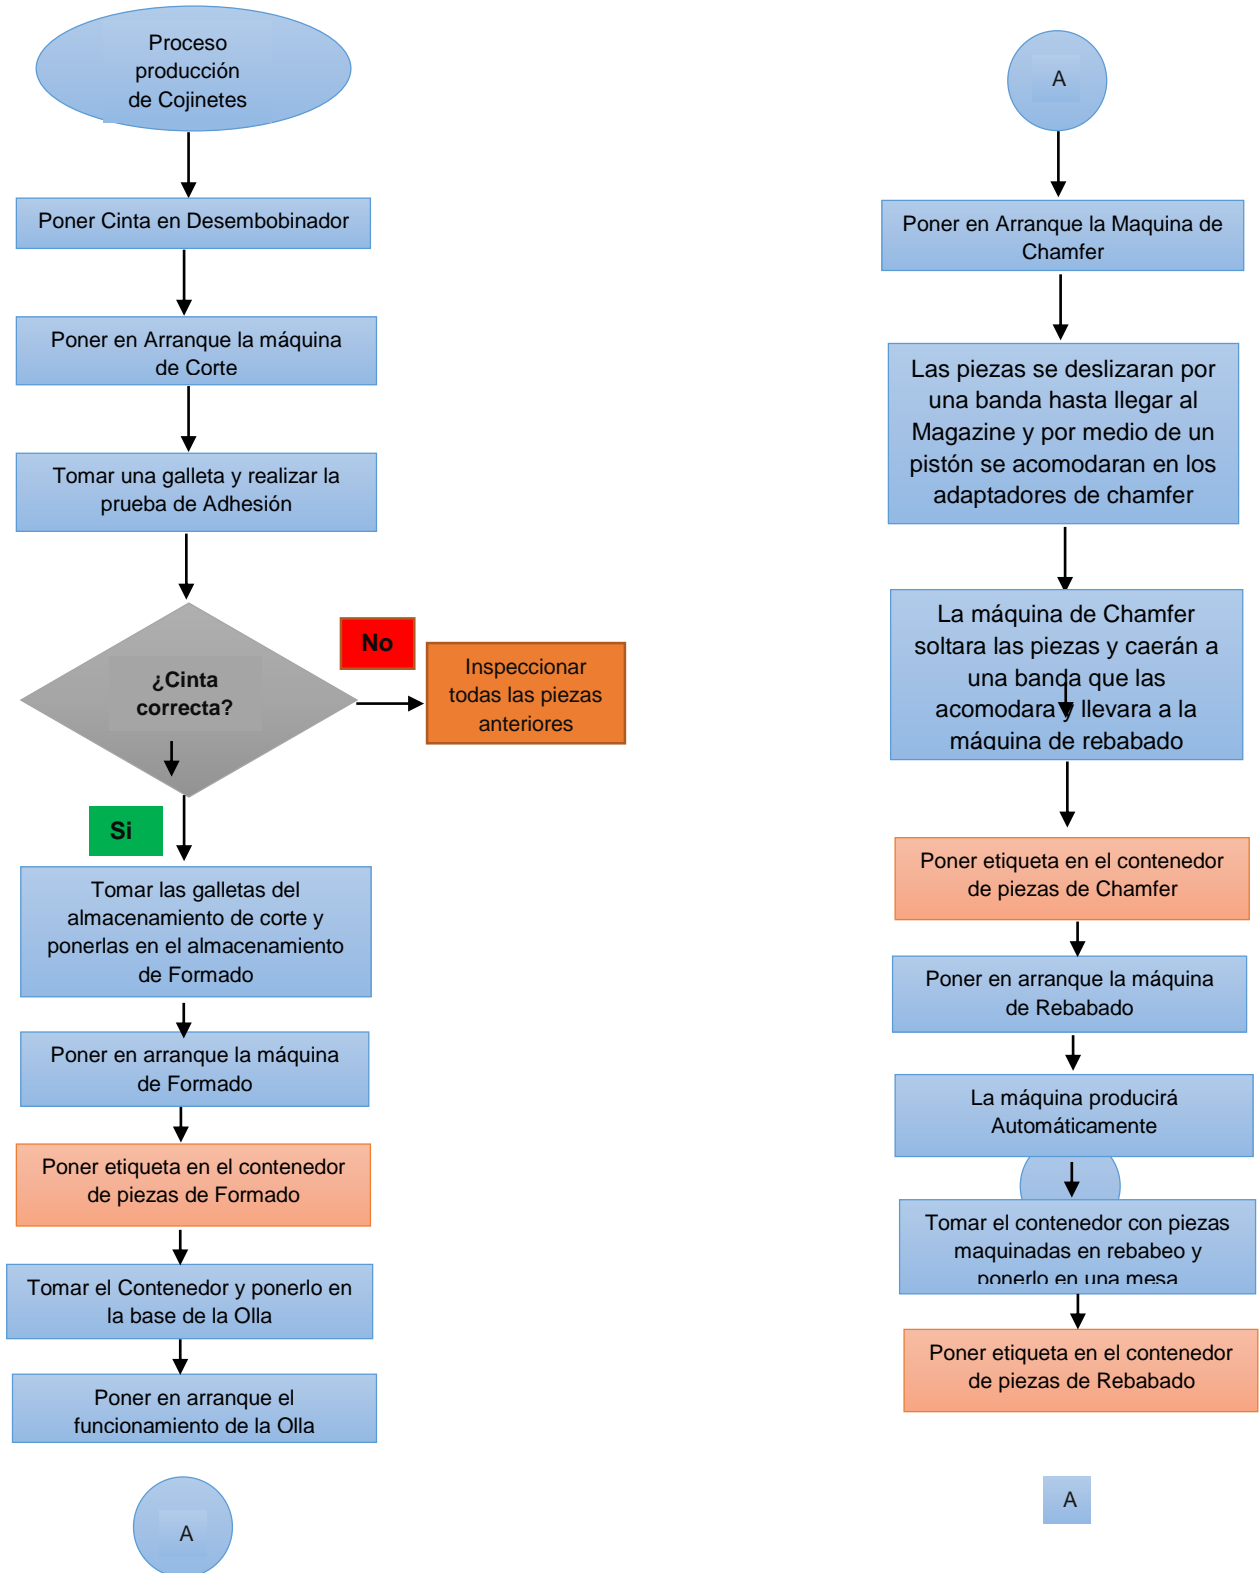 Proceso
producción
de Cojinetes
Poner Cinta en Desembobinador
Poner en Arranque la máquina
de Corte
Tomar una galleta y realizar la
prueba de Adhesión
¿Cinta
correcta?
No
Inspeccionar
todas las piezas
anteriores
Si
Tomar las galletas del
almacenamiento de corte y
ponerlas en el almacenamiento
de Formado
Poner en arranque la máquina
de Formado
Poner etiqueta en el contenedor
de piezas de Formado
Tomar el Contenedor y ponerlo en
la base de la Olla
Poner en arranque el
funcionamiento de la Olla
A
A
Poner en Arranque la Maquina de
Chamfer
Las piezas se deslizaran por
una banda hasta llegar al
Magazine y por medio de un
pistón se acomodaran en los
adaptadores de chamfer
La máquina de Chamfer
soltara las piezas y caerán a
una banda que las
acomodara y llevara a la
máquina de rebabado
Poner etiqueta en el contenedor
de piezas de Chamfer
Poner en arranque la máquina
de Rebabado
La máquina producirá
Automáticamente
Tomar el contenedor con piezas
maquinadas en rebabeo y
ponerlo en una mesa
Poner etiqueta en el contenedor
de piezas de Rebabado
A